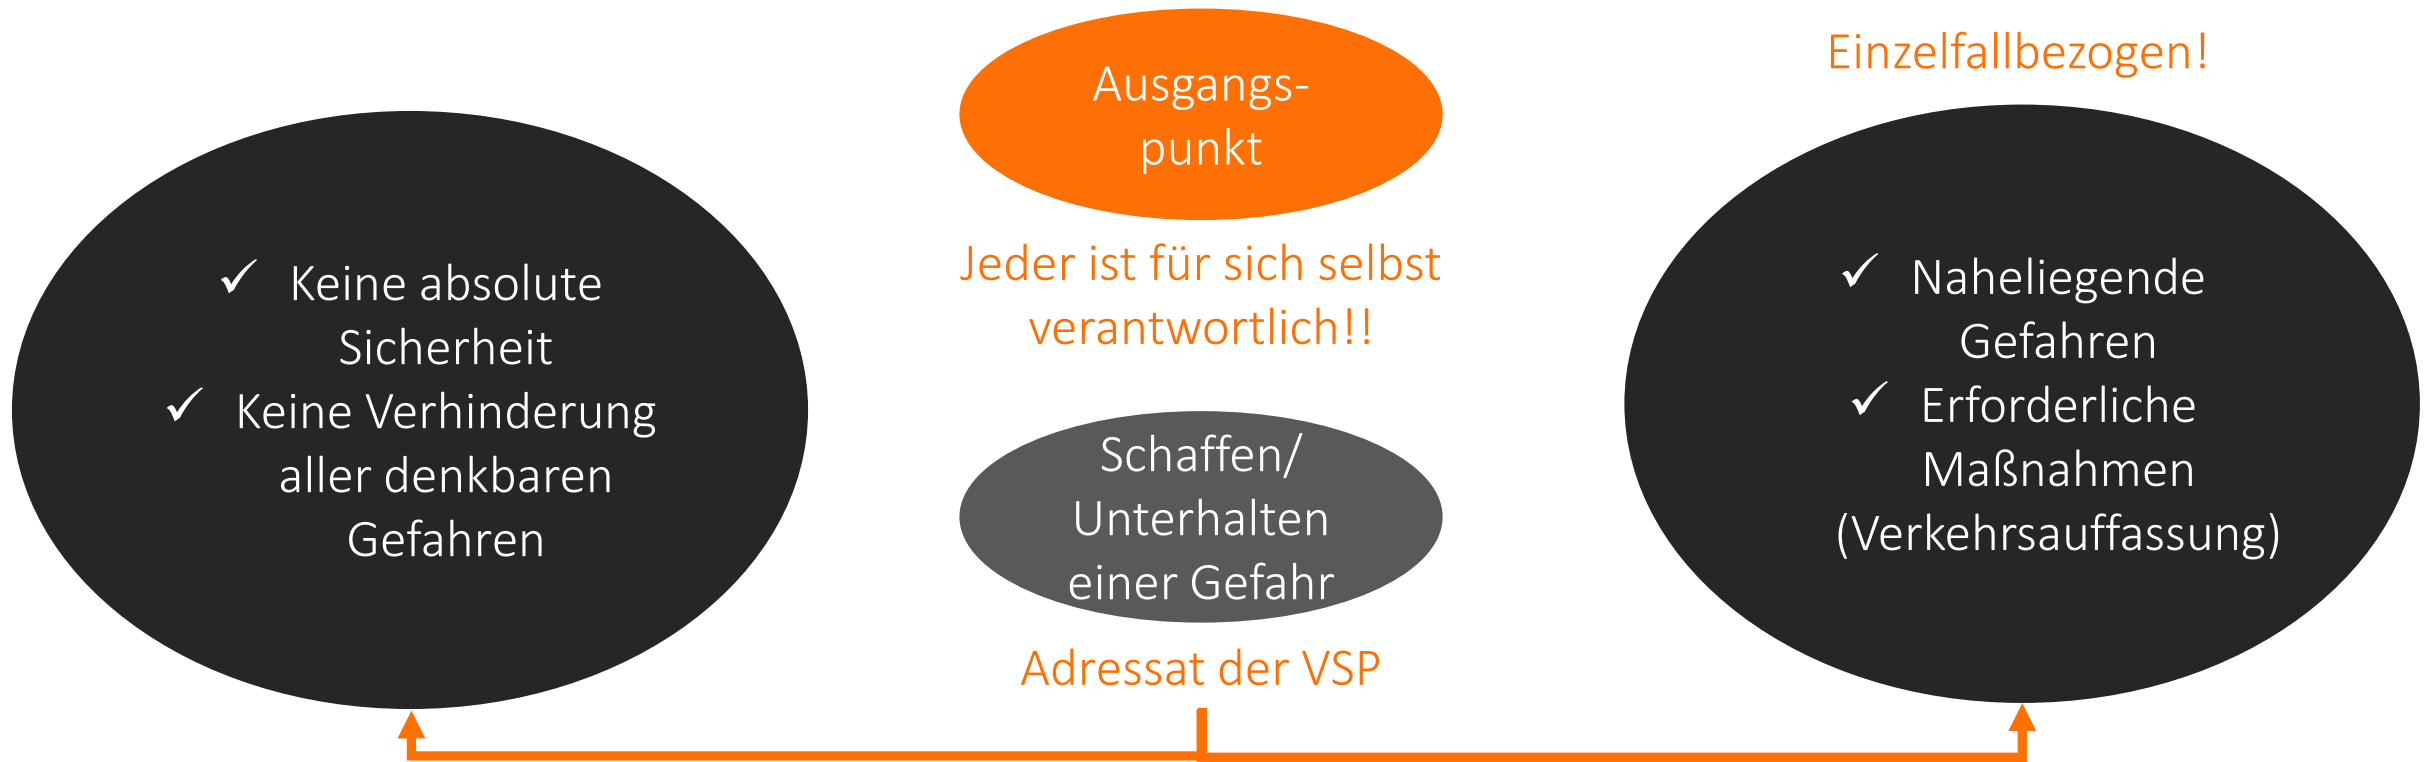 Ausgangs-
punkt
Jeder ist für sich selbst
verantwortlich!!
✓ Keine absolute
Sicherheit
✓ Keine Verhinderung
aller denkbaren
Gefahren
Schaffen/
Unterhalten
einer Gefahr
Adressat der VSP
Einzelfallbezogen!
✓ Naheliegende
Gefahren
✓ Erforderliche
Maßnahmen
(Verkehrsauffassung)